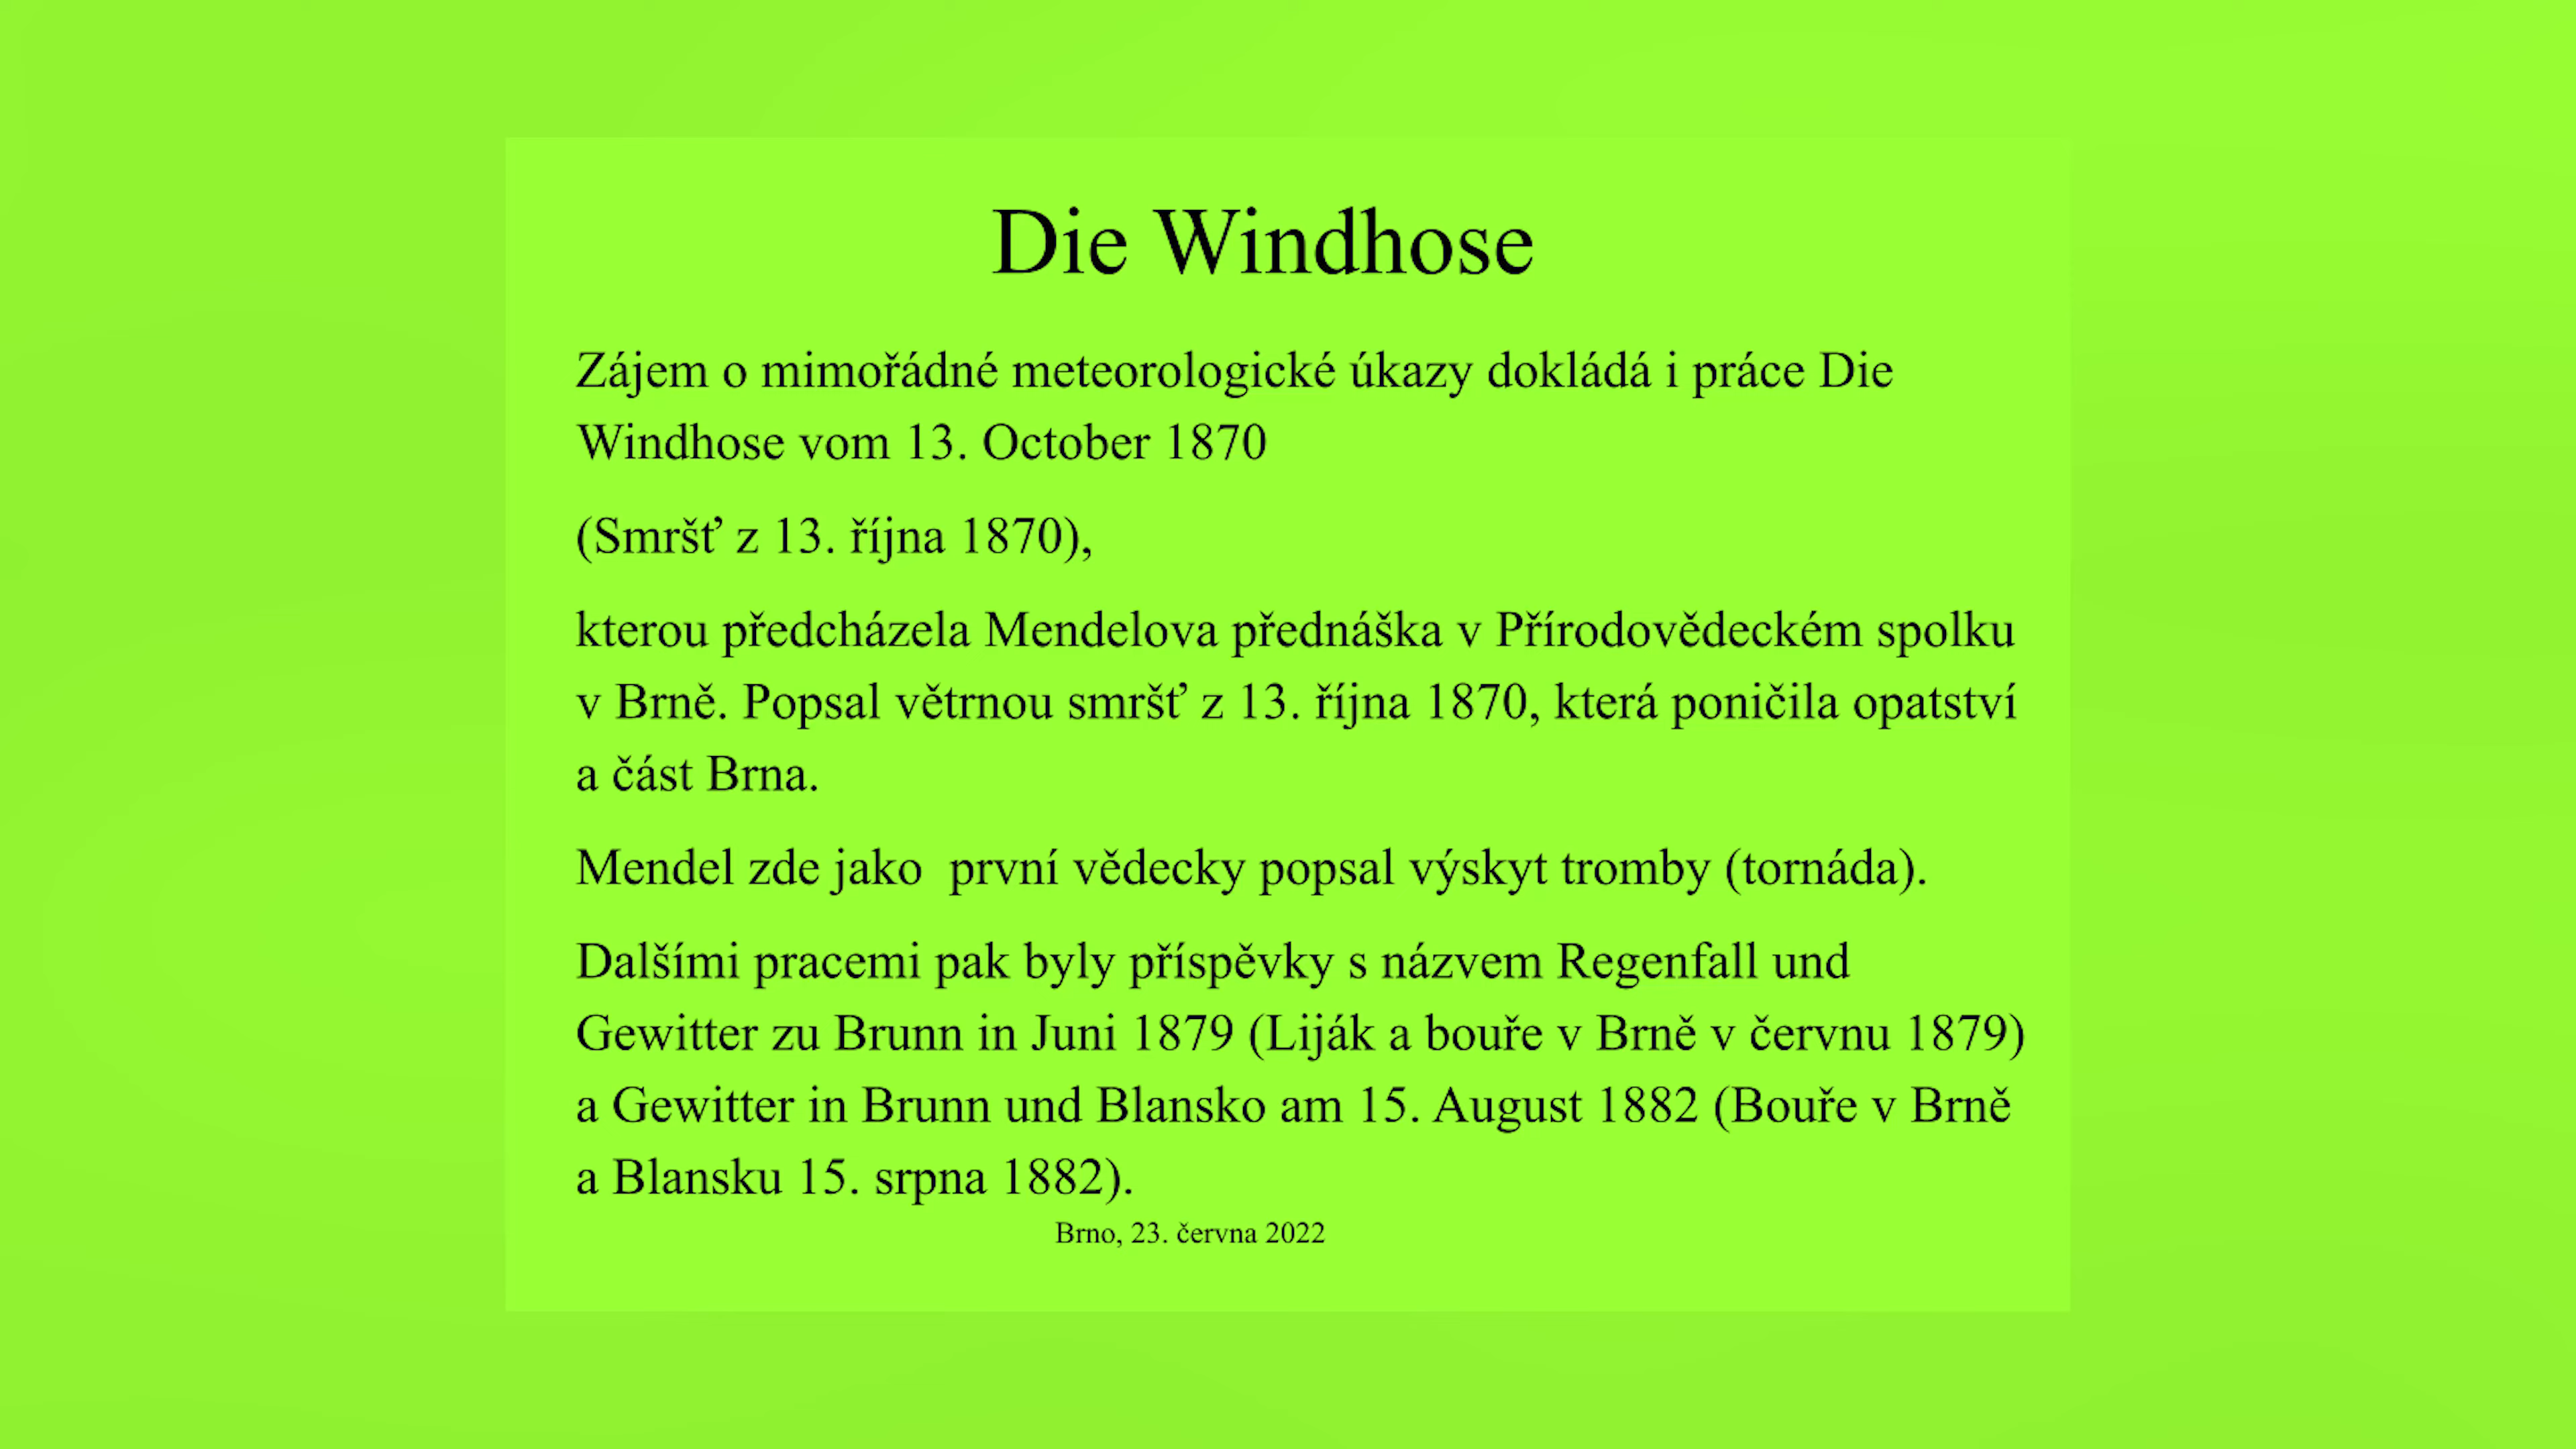 Die Windhose
Zájem o mimořádné meteorologické úkazy dokládá i práce Die
Windhose vom 13. October 1870
(Smršť z 13. října 1870),
kterou předcházela Mendelova přednáška v Přírodovědeckém spolku
v Brně. Popsal větrnou smršť z 13. října 1870, která poničila opatství
a část Brna.
Mendel zde jako  první vědecky popsal výskyt tromby (tornáda).
Dalšími pracemi pak byly příspěvky s názvem Regenfall und
Gewitter zu Brunn in Juni 1879 (Liják a bouře v Brně v červnu 1879)
a Gewitter in Brunn und Blansko am 15. August 1882 (Bouře v Brně
a Blansku 15. srpna 1882).
Brno, 23. června 2022